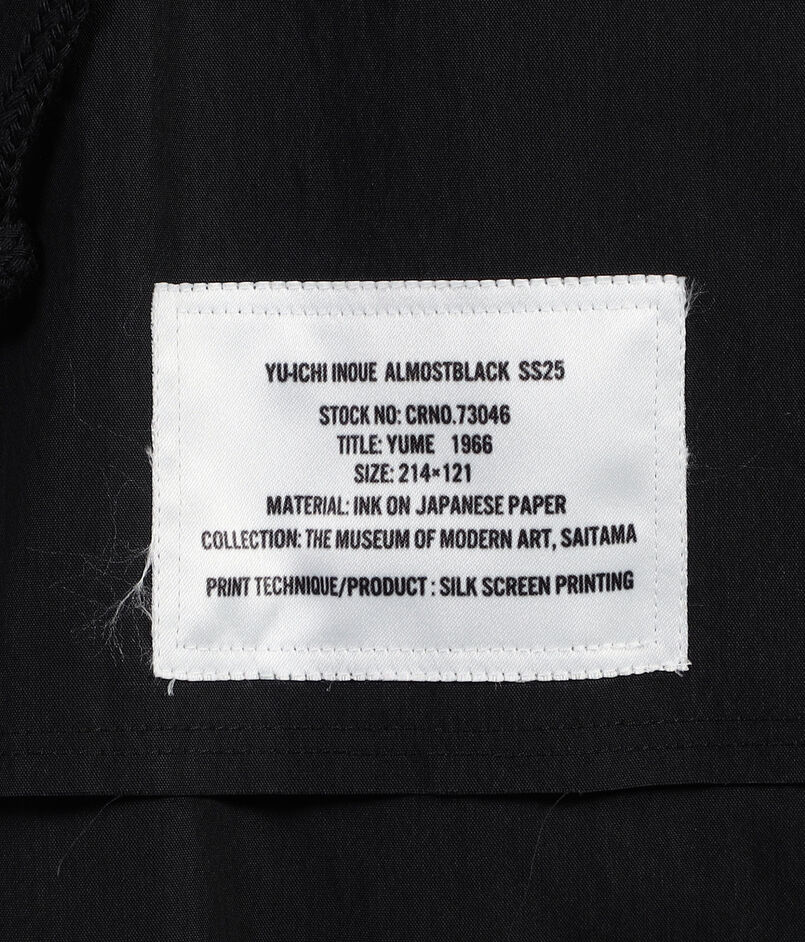 YU-ICHI INOUE ALMOSTBLACK SS25
STOCK NO: CRNO.73046
TITLE: YUME 1966
SIZE: 214×121
MATERIAL: INK ON JAPANESE PAPER
COLLECTION: THE MUSEUM OF MODERN ART, SAITAMA
PRINT TECHNIQUE/PRODUCT : SILK SCREEN PRINTING